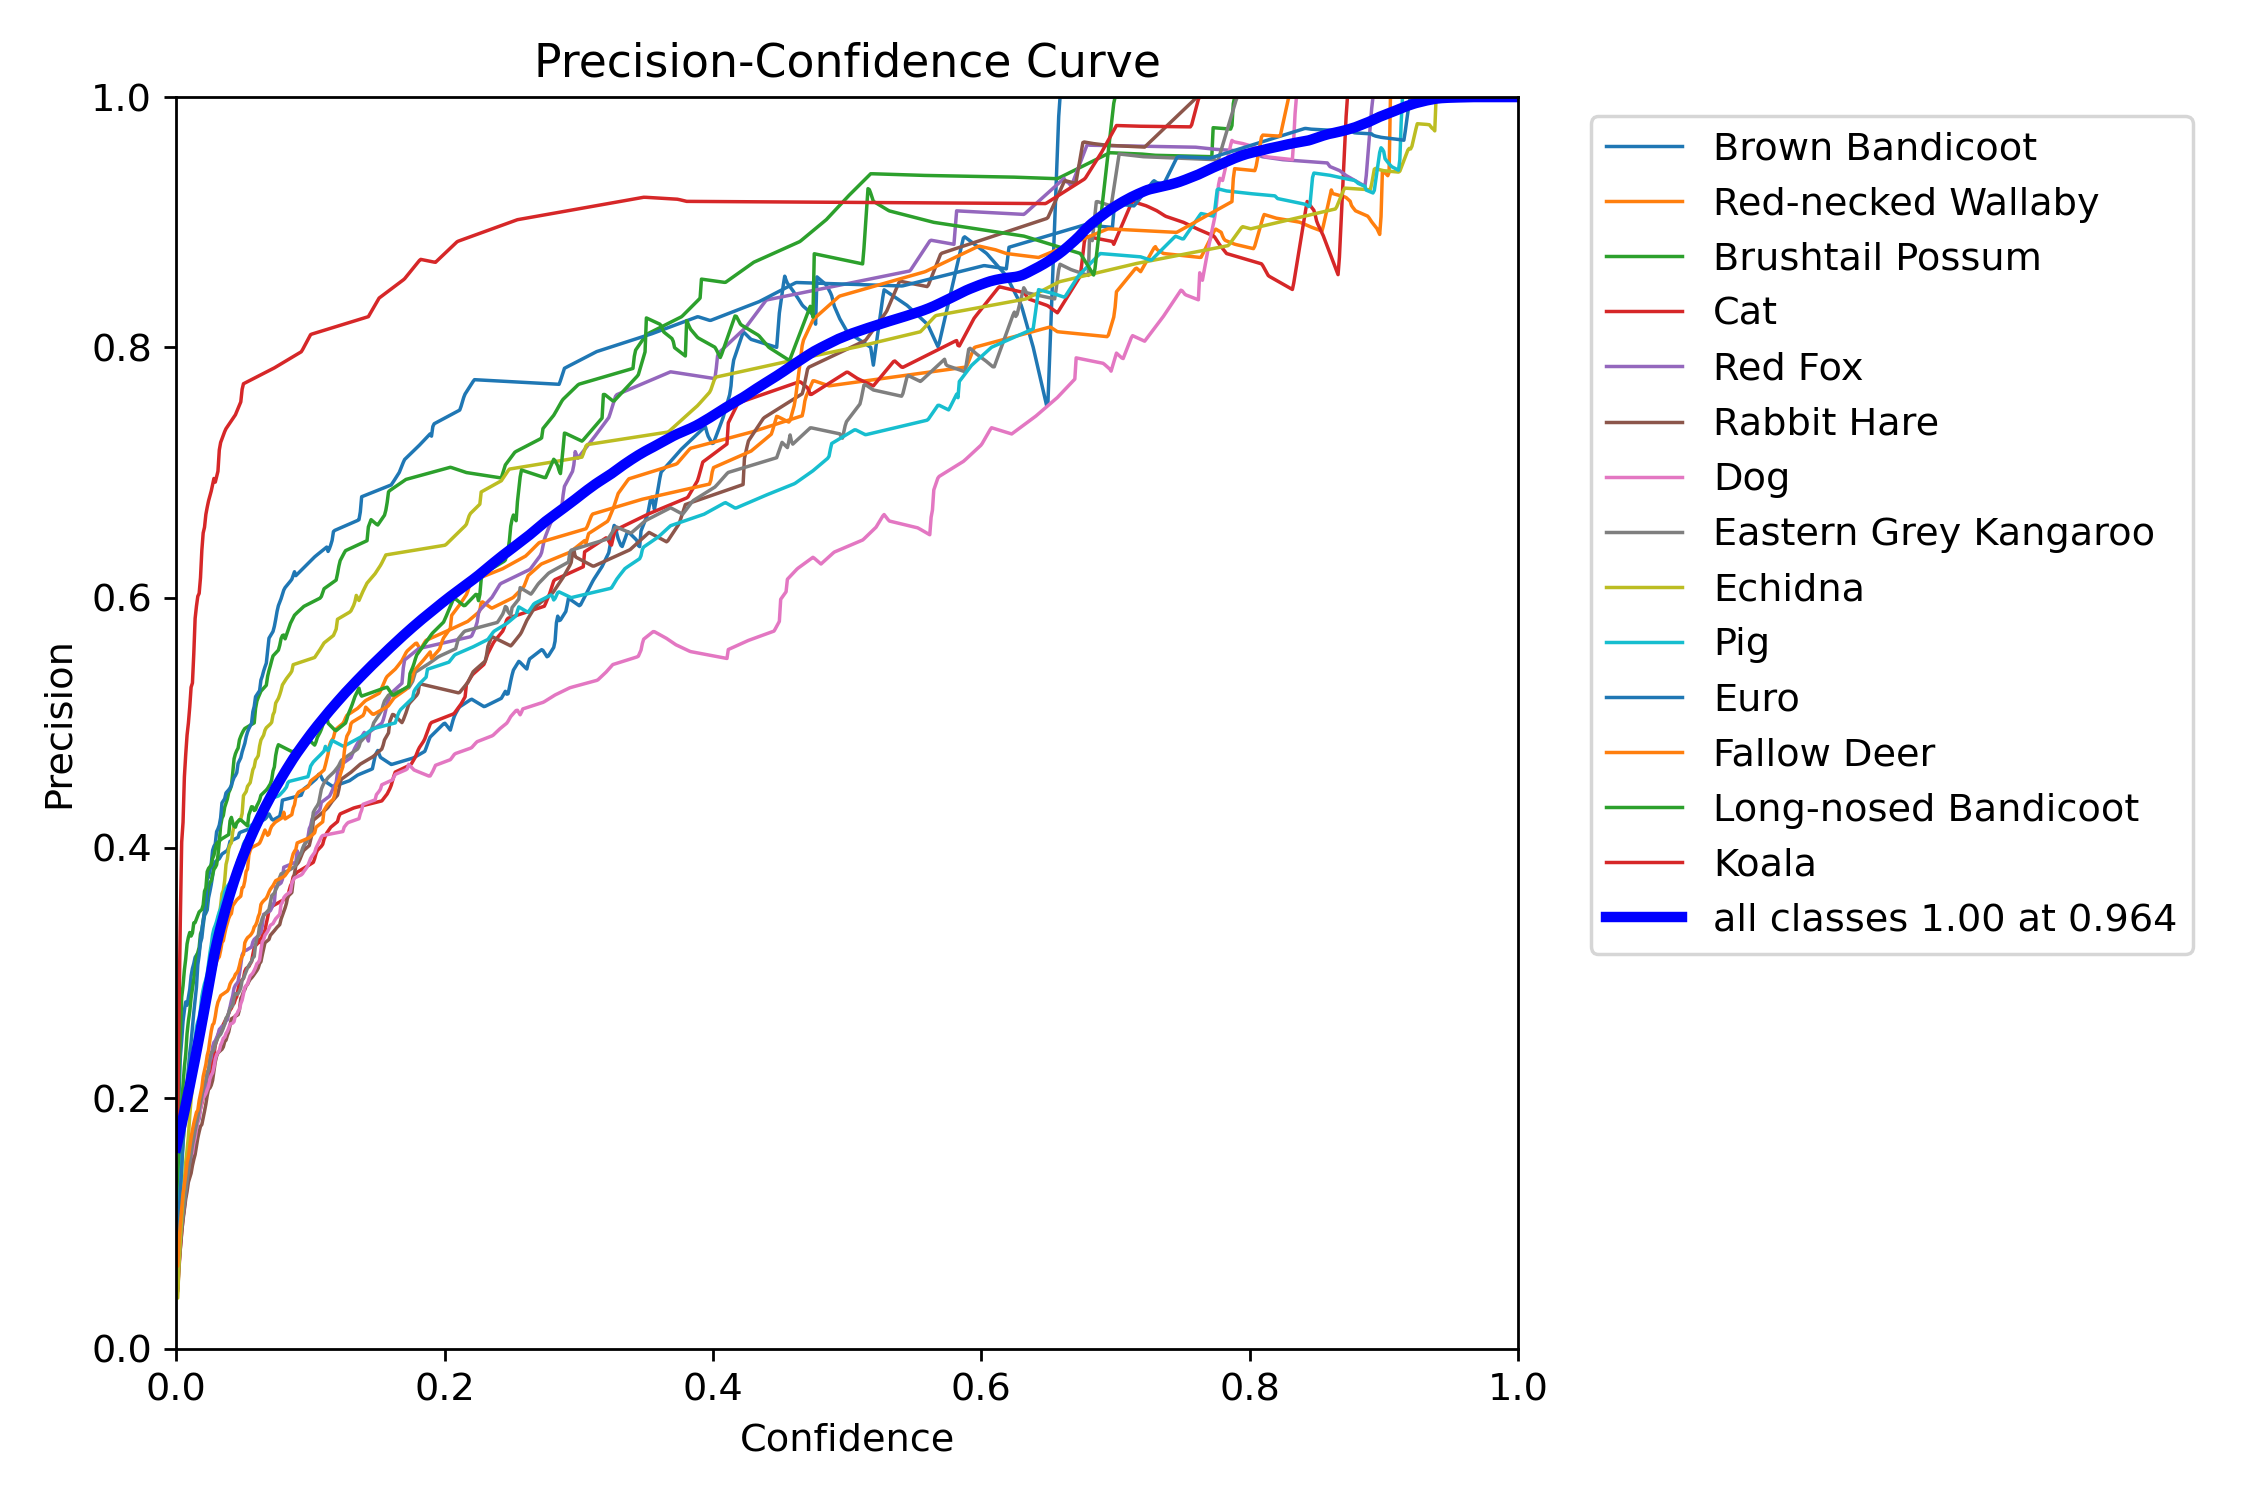 Precision-Confidence Curve
1.0
0.8
0.6
0.4
0.2
0.0
Precision
0.0 0.2 0.4 0.6 0.8 1.0
Confidence
Brown Bandicoot
Red-necked Wallaby
Brushtail Possum
Cat
Red Fox
Rabbit Hare
Dog
Eastern Grey Kangaroo
Echidna
Pig
Euro
Fallow Deer
Long-nosed Bandicoot
Koala
all classes 1.00 at 0.964